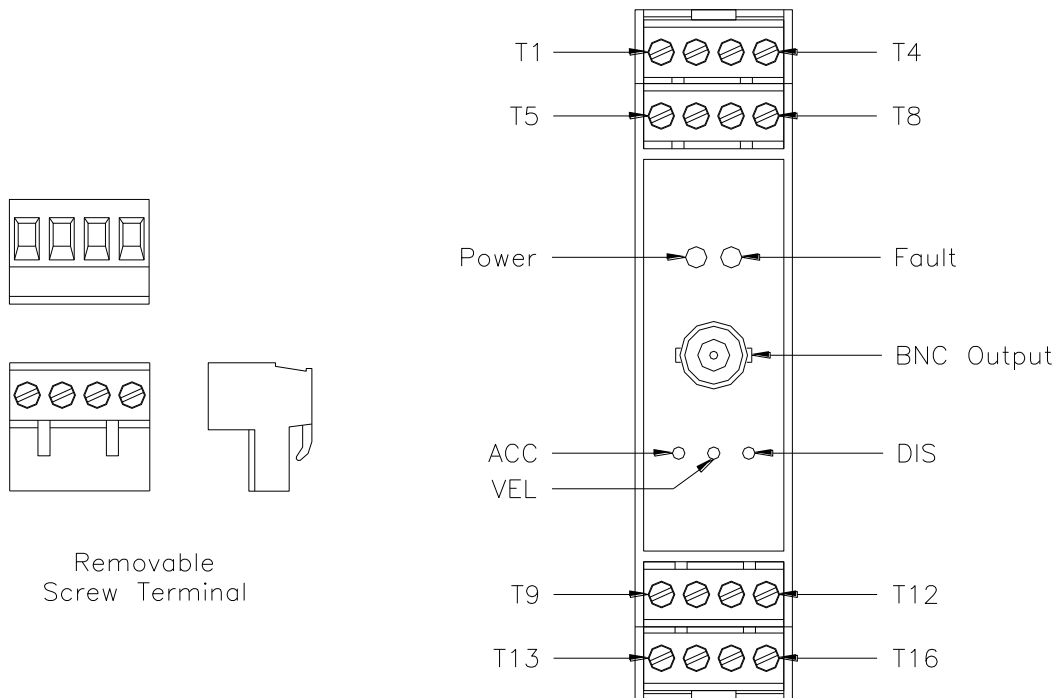 T1
T4
T5
T8
Power
Fault
BNC Output
ACC
DIS
VEL
Removable
Screw Terminal
T9
T12
T13
T16